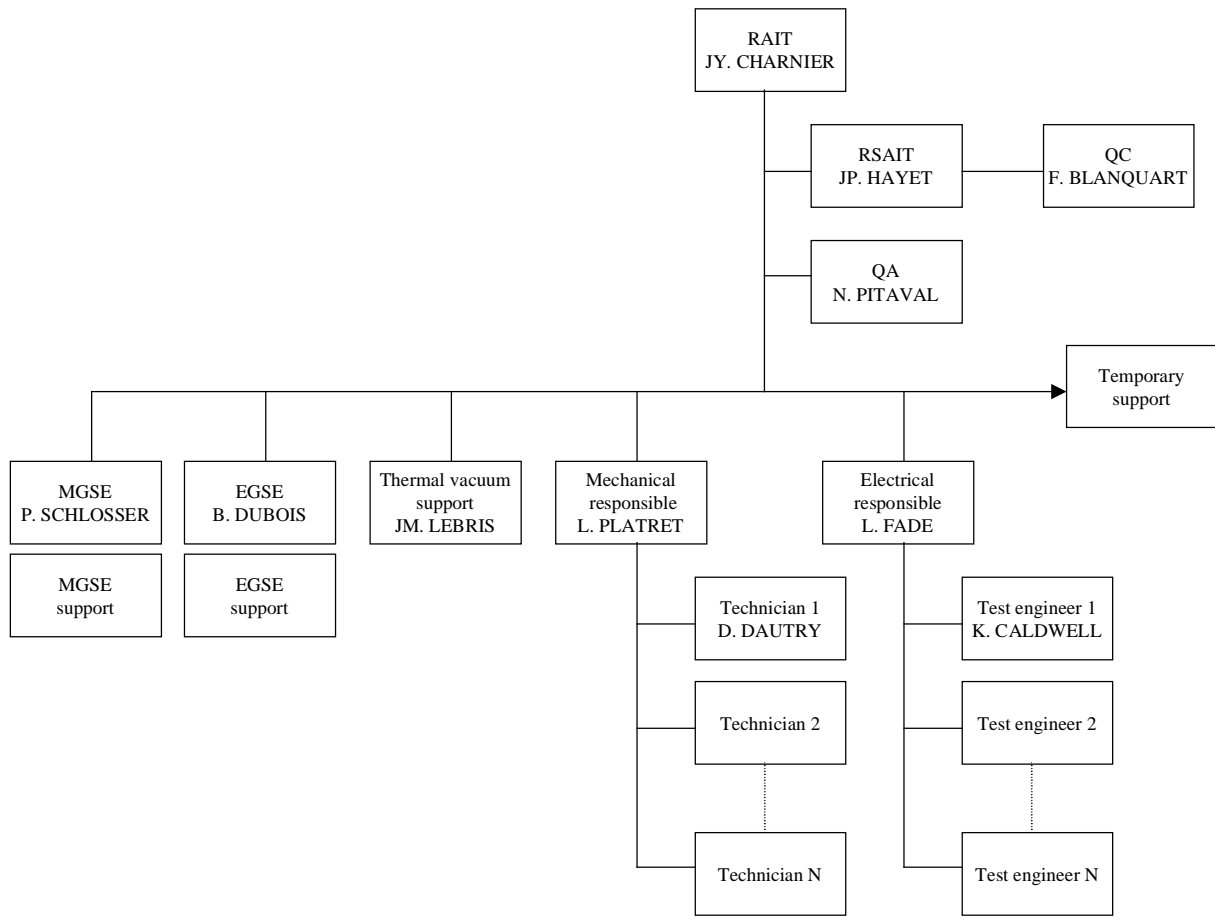 RAIT
JY. CHARNIER
RSAIT
JP. HAYET
QC
F. BLANQUART
QA
N. PITAVAL
Temporary
support
MGSE
P. SCHLOSSER
EGSE
B. DUBOIS
Thermal vacuum
support
JM. LEBRIS
Mechanical
responsible
L. PLATRET
Electrical
responsible
L. FADE
MGSE
support
EGSE
support
Technician 1
D. DAUTRY
Test engineer 1
K. CALDWELL
Technician 2
Test engineer 2
Technician N
Test engineer N